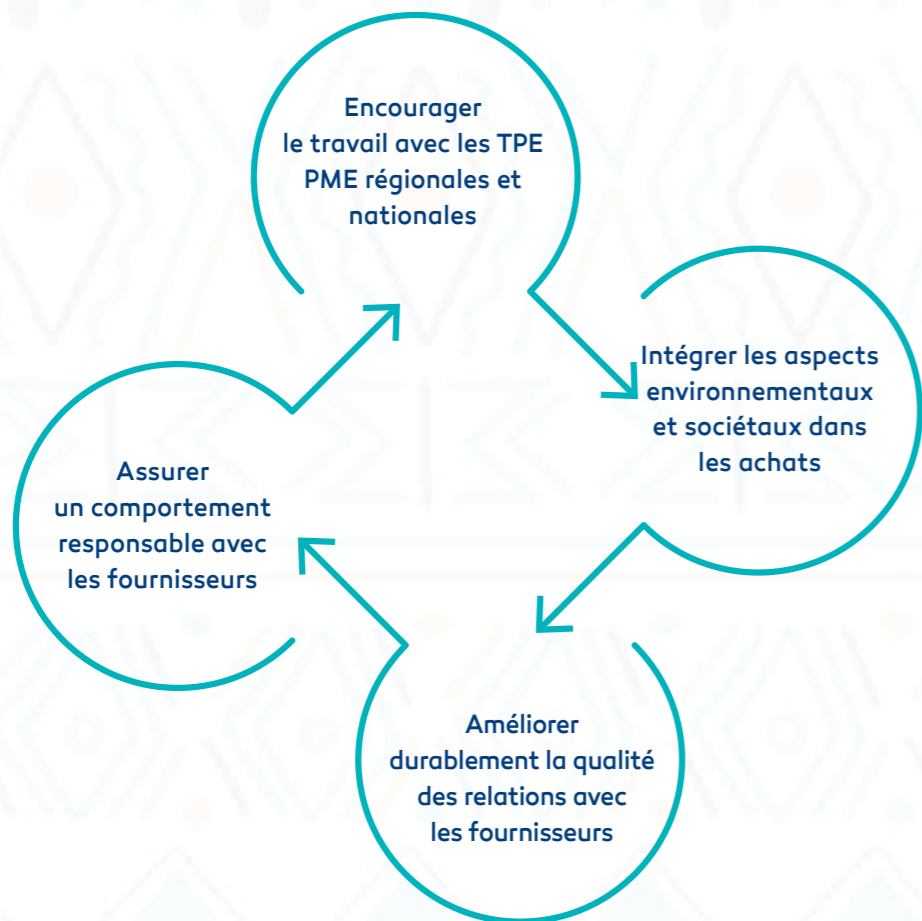 Encourager
le travail avec les TPE
PME régionales et
nationales
Intégrer les aspects
environnementaux
et sociétaux dans
les achats
Améliorer
durablement la qualité
des relations avec
les fournisseurs
Assurer
un comportement
responsable avec
les fournisseurs